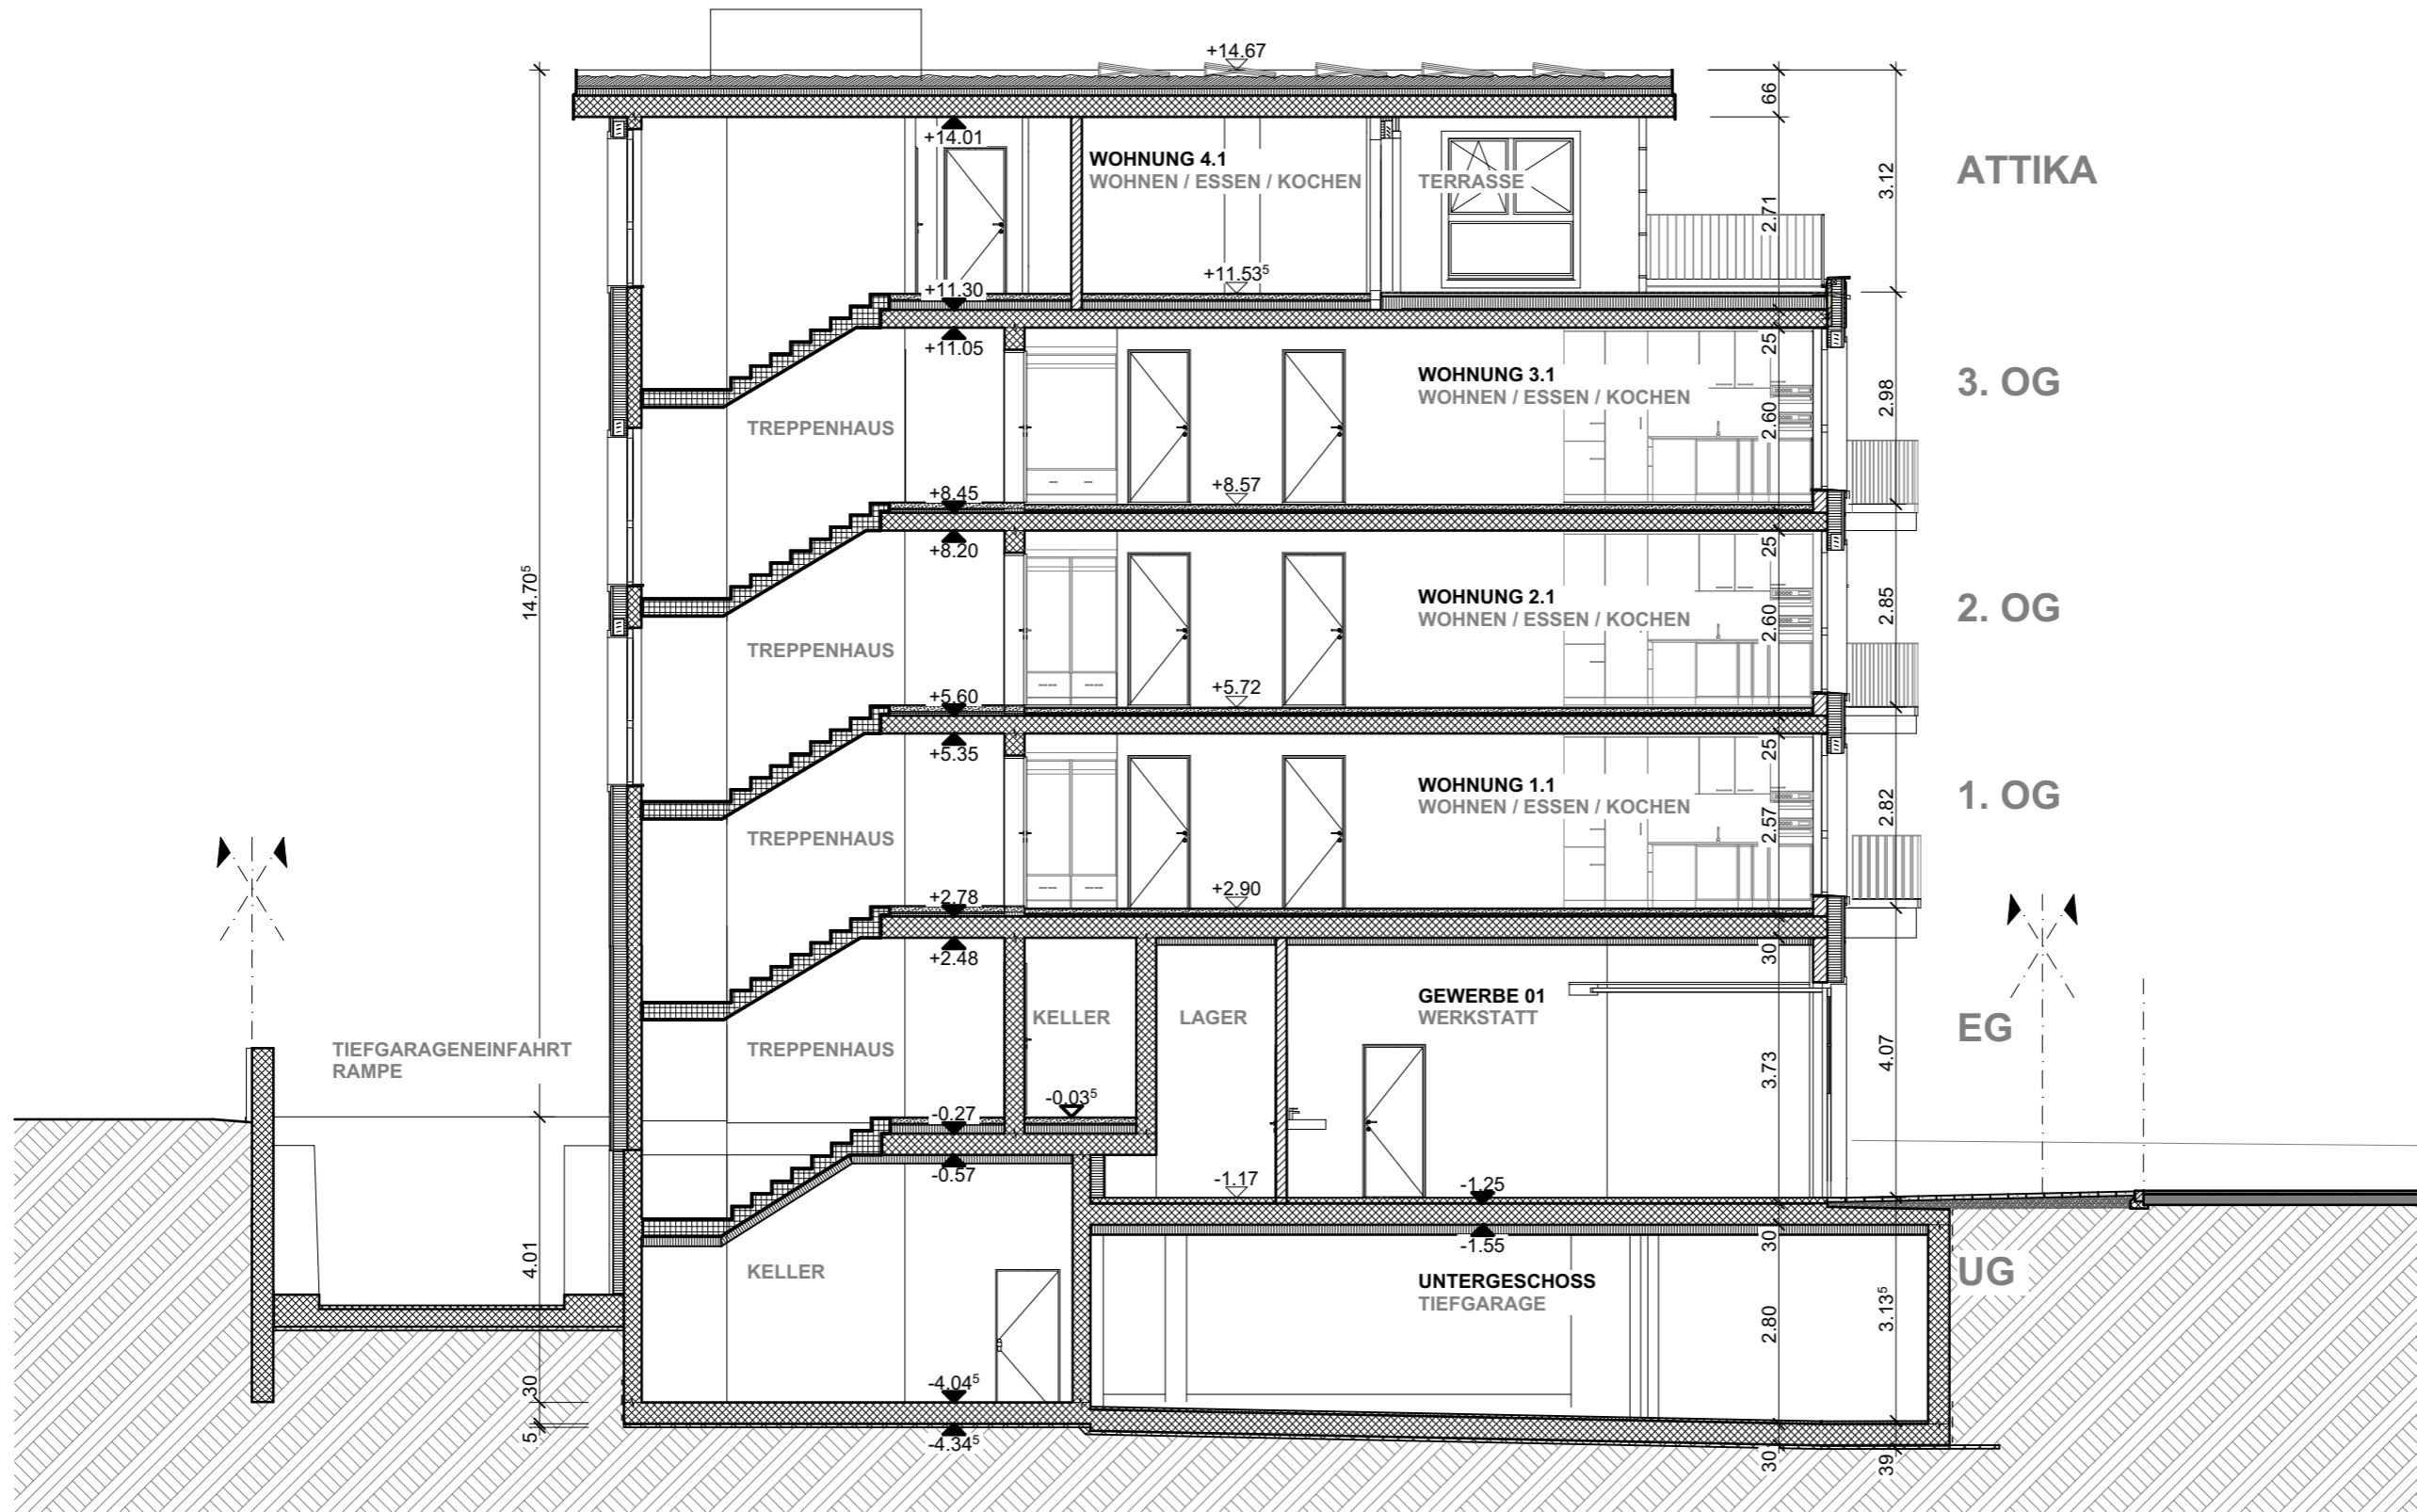 +14.67
66
+14.01
WOHNUNG 4.1
WOHNEN / ESSEN / KOCHEN
TERRASSE
3.12
ATTIKA
2.71
+11.53⁵
+11.30
+11.05
25
WOHNUNG 3.1
WOHNEN / ESSEN / KOCHEN
2.98
3. OG
TREPPENHAUS
2.60
+8.45
+8.57
+8.20
25
14.70⁵
WOHNUNG 2.1
WOHNEN / ESSEN / KOCHEN
2.60
2.85
2. OG
TREPPENHAUS
+5.60
+5.72
+5.35
25
WOHNUNG 1.1
WOHNEN / ESSEN / KOCHEN
2.82
1. OG
TREPPENHAUS
2.57
+2.78
+2.90
+2.48
30
GEWERBE 01
WERKSTATT
KELLER
LAGER
EG
TIEFGARAGENEINFAHRT
RAMPE
TREPPENHAUS
4.07
3.73
-0.03⁵
-0.27
-0.57
-1.17
-1.25
-1.55
30
4.01
KELLER
UNTERGESCHOSS
TIEFGARAGE
UG
2.80
3.13⁵
30
-4.04⁵
5
-4.34⁵
30
39